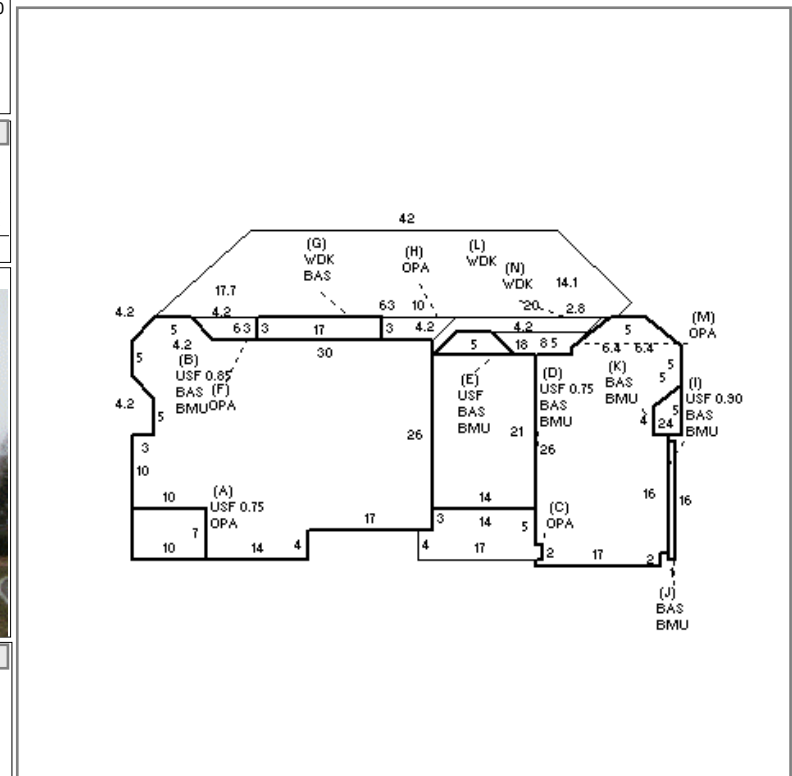 42
(G)
WDK
BAS
(H)
OPA
(L)
WDK
(N)
WDK
17.7
14.1
4.2
4.2
63
10
20
2.8
(M)
OPA
5
4.2
63
3
17
3
4.2
4.2
5
5
30
5
18
8 5
6.4
6.4
5
(B)
USF 0.85
BAS
BMU
(F)
OPA
(E)
USF
BAS
BMU
(D)
USF 0.75
BAS
BMU
(K)
BAS
BMU
5
(I)
USF 0.90
BAS
BMU
4.2
5
4
24
5
3
26
21
26
10
10
(A)
USF 0.75
OPA
14
16
16
(C)
OPA
7
17
3
14
5
10
14
4
4
17
2
17
2
1
(J)
BAS
BMU